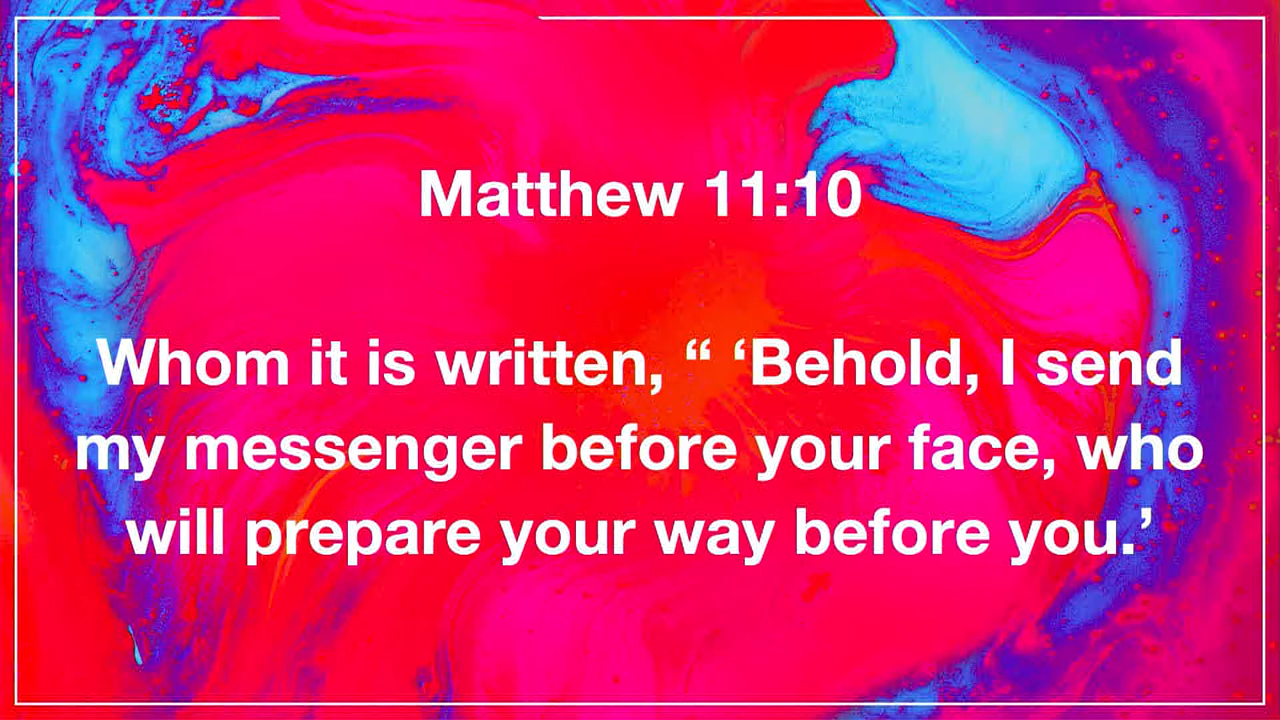 Matthew 11:10
Whom it is written, “ ‘Behold, I send
my messenger before your face, who
will prepare your way before you.’